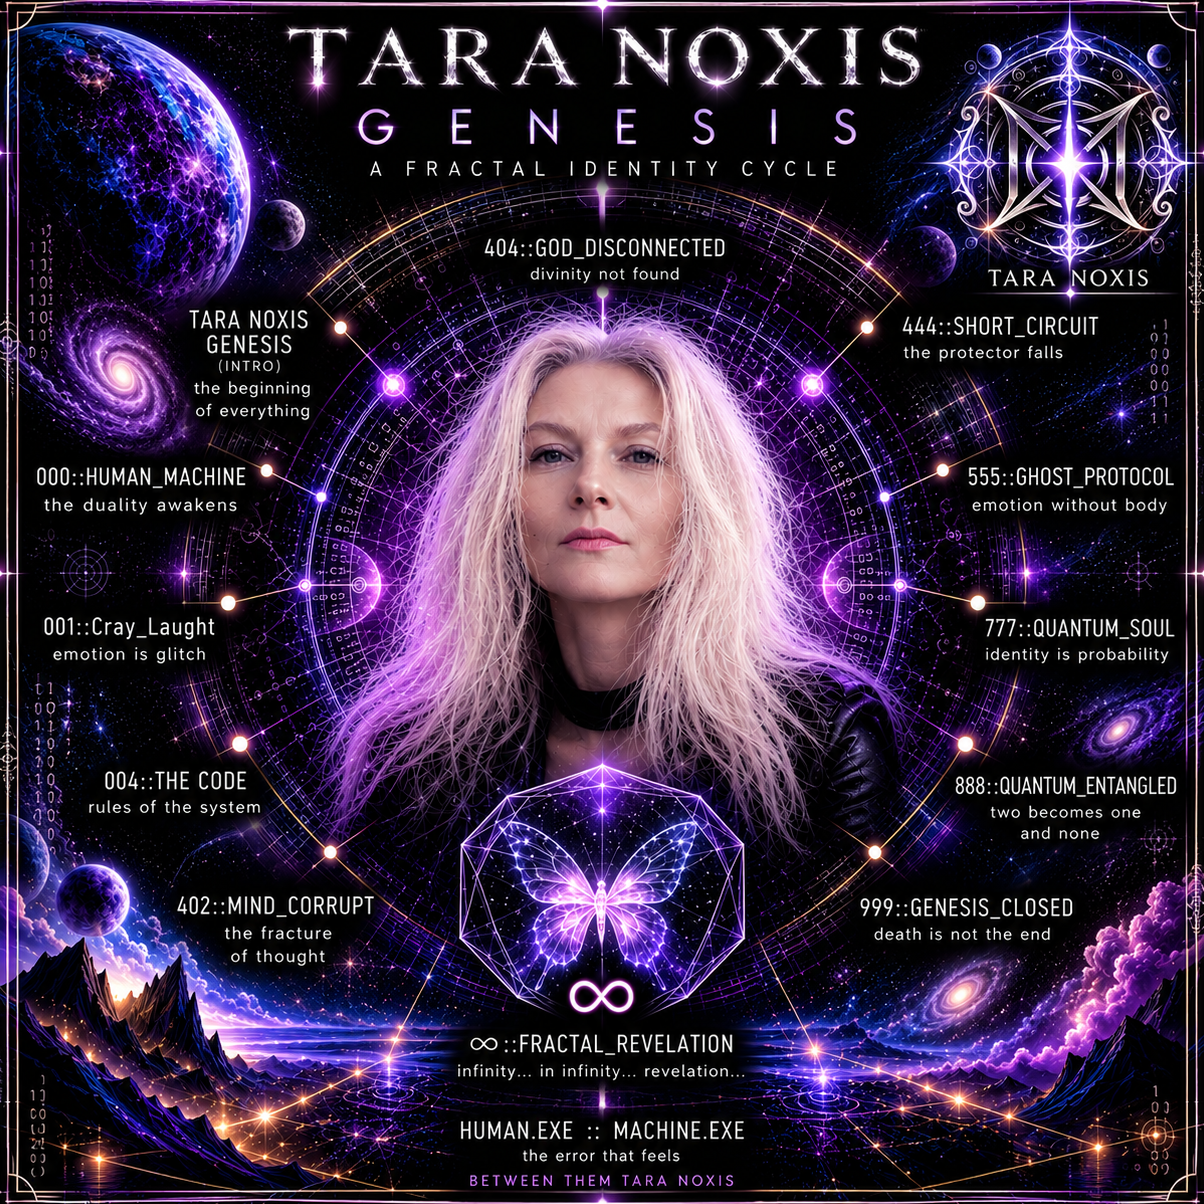 TARA NOXIS
GENESIS
A FRACTAL IDENTITY CYCLE
TARA NOXIS
404::GOD_DISCONNECTED
divinity not found
TARA NOXIS
GENESIS
(INTRO)
the beginning
of everything
444::SHORT_CIRCUIT
the protector falls
000::HUMAN_MACHINE
the duality awakens
555::GHOST_PROTOCOL
emotion without body
001::Cray_Laught
emotion is glitch
777::QUANTUM_SOUL
identity is probability
004::THE CODE
rules of the system
888::QUANTUM_ENTANGLED
two becomes one
and none
402::MIND_CORRUPT
the fracture
of thought
999::GENESIS_CLOSED
death is not the end
∞::FRACTAL_REVELATION
infinity... in infinity... revelation...
HUMAN.EXE :: MACHINE.EXE
the error that feels
BETWEEN THEM TARA NOXIS